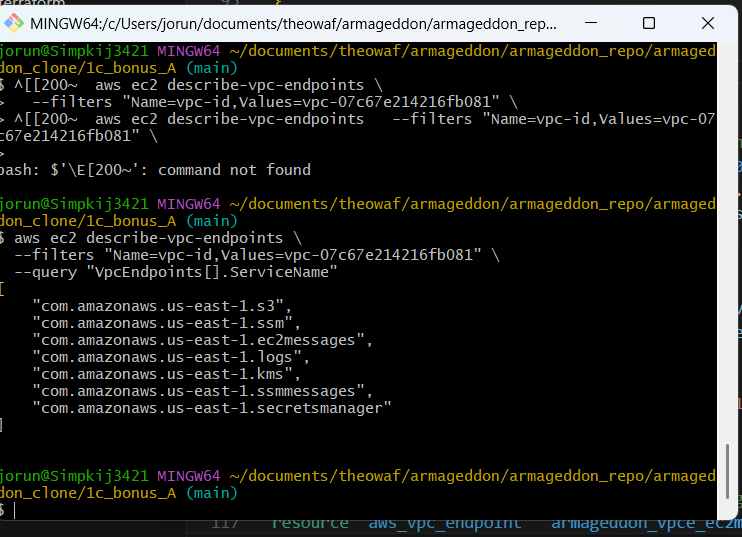 terraform
95 }
MINGW64:/c/Users/jorun/documents/theowaf/armageddon/armageddon_rep...
jorun@Simpkij3421 MINGW64 ~/documents/theowaf/armageddon/armageddon_repo/armaged
don_clone/1c_bonus_A (main)
$ ^[[200~  aws ec2 describe-vpc-endpoints \
>   --filters "Name=vpc-id,Values=vpc-07c67e214216fb081" \
> ^[[200~  aws ec2 describe-vpc-endpoints   --filters "Name=vpc-id,Values=vpc-07
c67e214216fb081" \
>
bash: $'\E[200~': command not found
jorun@Simpkij3421 MINGW64 ~/documents/theowaf/armageddon/armageddon_repo/armaged
don_clone/1c_bonus_A (main)
$ aws ec2 describe-vpc-endpoints \
  --filters "Name=vpc-id,Values=vpc-07c67e214216fb081" \
  --query "VpcEndpoints[].ServiceName"
[
    "com.amazonaws.us-east-1.s3",
    "com.amazonaws.us-east-1.ssm",
    "com.amazonaws.us-east-1.ec2messages",
    "com.amazonaws.us-east-1.logs",
    "com.amazonaws.us-east-1.kms",
    "com.amazonaws.us-east-1.ssmmessages",
    "com.amazonaws.us-east-1.secretsmanager"
]
jorun@Simpkij3421 MINGW64 ~/documents/theowaf/armageddon/armageddon_repo/armaged
don_clone/1c_bonus_A (main)
$
117 resource "aws_vpc_endpoint" "armageddon_vpce_ec2m